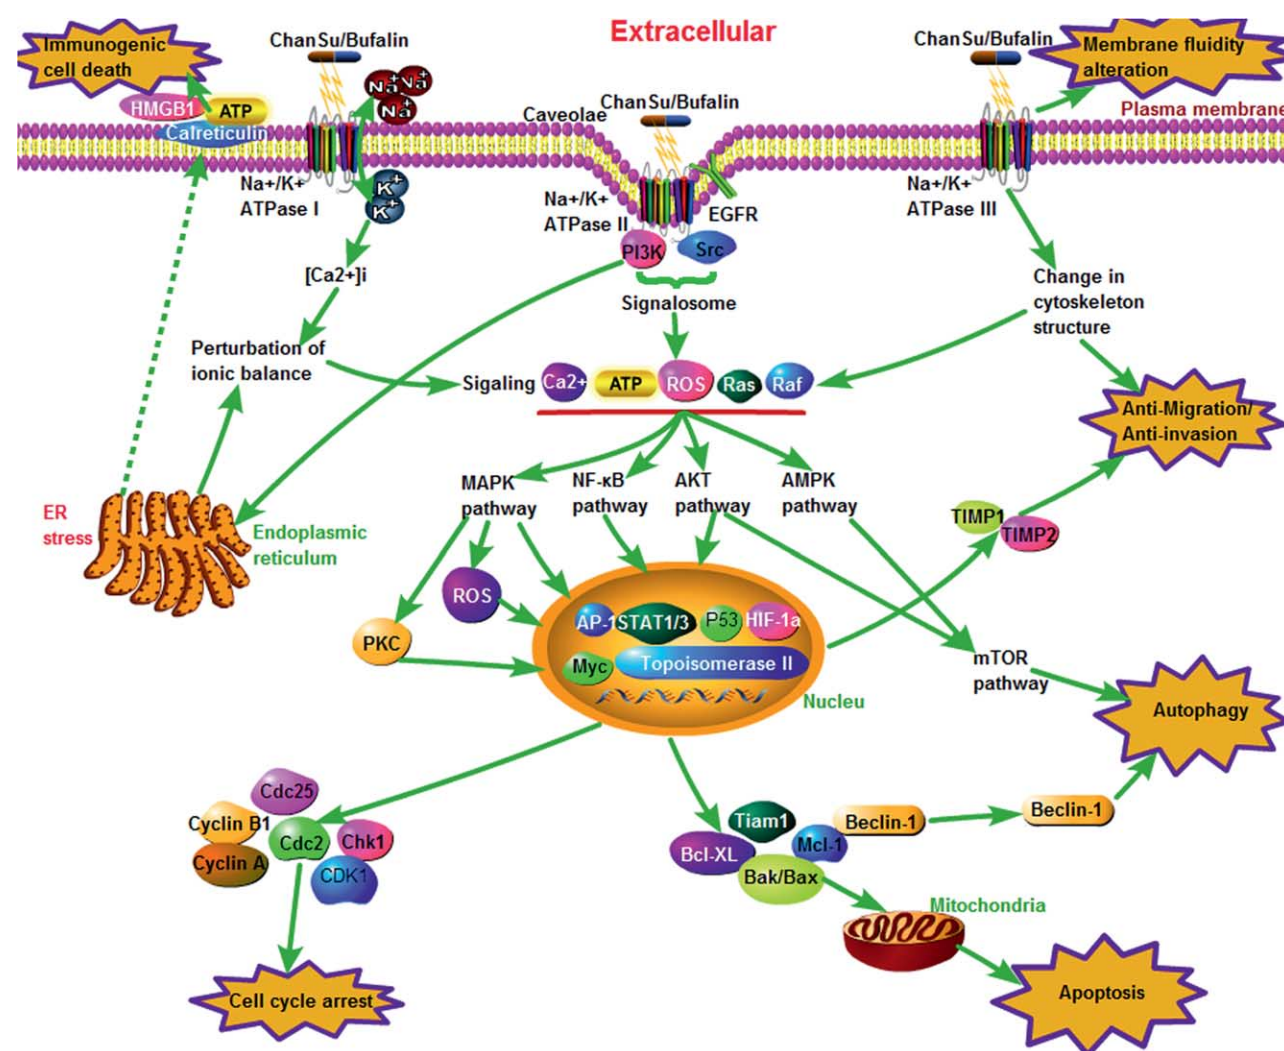 Extracellular
Immunogenic
cell death
ChanSu/Bufalin
Na+
Na+
Na+
HMGB1
ATP
Calreticulin
K+
K+
Na+/K+
ATPase I
Caveolae
ChanSu/Bufalin
Na+/K+
ATPase II
EGFR
PI3K
Src
Signalosome
ChanSu/Bufalin
Membrane fluidity
alteration
Plasma membrane
Na+/K+
ATPase III
[Ca2+]i
Perturbation of
ionic balance
Change in
cytoskeleton
structure
Sigaling
Ca2+
ATP
ROS
Ras
Raf
Anti-Migration/
Anti-invasion
MAPK
pathway
NF-κB
pathway
AKT
pathway
AMPK
pathway
ER
stress
Endoplasmic
reticulum
TIMP1
TIMP2
ROS
PKC
AP-1
STAT1/3
P53
HIF-1a
Myc
Topoisomerase II
Nucleu
mTOR
pathway
Autophagy
Cdc25
Cyclin B1
Cdc2
Chk1
Cyclin A
CDK1
Tiam1
Beclin-1
Beclin-1
Bcl-XL
Mcl-1
Bak/Bax
Mitochondria
Cell cycle arrest
Apoptosis